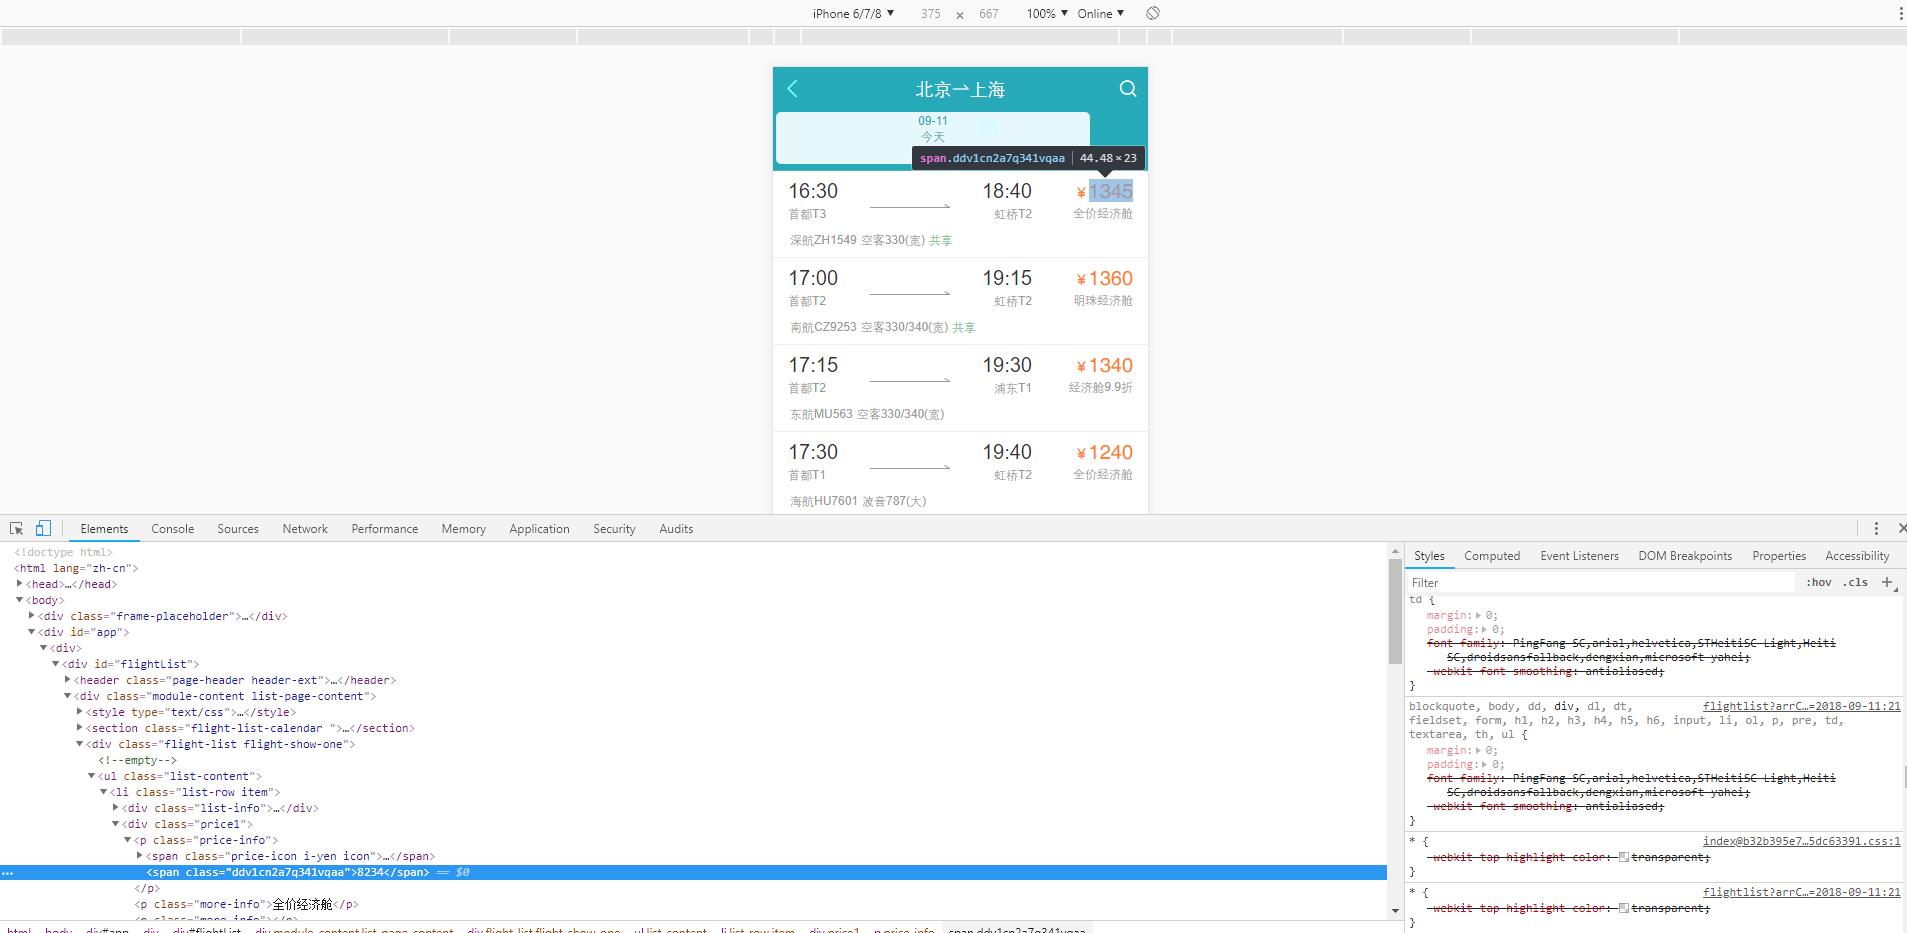 iPhone 6/7/8 ▼ 375 × 667 100% ▼ Online ▼
北京⇀上海
09-11
今天
span.ddv1cn2a7q341vqaa | 44.48 × 23
16:30 18:40 ¥1345
首都T3 虹桥T2 全价经济舱
深航ZH1549 空客330(宽) 共享
17:00 19:15 ¥1360
首都T2 虹桥T2 明珠经济舱
南航CZ9253 空客330/340(宽) 共享
17:15 19:30 ¥1340
首都T2 浦东T1 经济舱9.9折
东航MU563 空客330/340(宽)
17:30 19:40 ¥1240
首都T1 虹桥T2 全价经济舱
海航HU7601 波音787(大)
Elements Console Sources Network Performance Memory Application Security Audits
<!doctype html>
<html lang="zh-cn">
▶<head>…</head>
▼<body>
▶<div class="frame-placeholder">…</div>
▼<div id="app">
▼<div>
▼<div id="flightList">
▶<header class="page-header header-ext">…</header>
▼<div class="module-content list-page-content">
▶<style type="text/css">…</style>
▶<section class="flight-list-calendar ">…</section>
▼<div class="flight-list flight-show-one">
<!--empty-->
▼<ul class="list-content">
▼<li class="list-row item">
▶<div class="list-info">…</div>
▼<div class="price1">
▼<p class="price-info">
▶<span class="price-icon i-yen icon">…</span>
… <span class="ddv1cn2a7q341vqaa">8234</span> == $0
</p>
<p class="more-info">全价经济舱</p>
<p class="more-info"></p>
html body div#app div div#flightList div.module-content.list-page-content div.flight-list.flight-show-one ul.list-content li.list-row.item div.price1 p.price-info span.ddv1cn2a7q341vqaa
Styles Computed Event Listeners DOM Breakpoints Properties Accessibility
Filter :hov .cls +
td {
margin:▶ 0;
padding:▶ 0;
font-family: PingFang SC,arial,helvetica,STHeitiSC-Light,Heiti
SC,droidsansfallback,dengxian,microsoft yahei;
-webkit-font-smoothing: antialiased;
}
blockquote, body, dd, div, dl, dt, flightlist?arrC…=2018-09-11:21
fieldset, form, h1, h2, h3, h4, h5, h6, input, li, ol, p, pre, td,
textarea, th, ul {
margin:▶ 0;
padding:▶ 0;
font-family: PingFang SC,arial,helvetica,STHeitiSC-Light,Heiti
SC,droidsansfallback,dengxian,microsoft yahei;
-webkit-font-smoothing: antialiased;
}
* { index@b32b395e7…5dc63391.css:1
-webkit-tap-highlight-color: transparent;
}
* { flightlist?arrC…=2018-09-11:21
-webkit-tap-highlight-color: transparent;
}